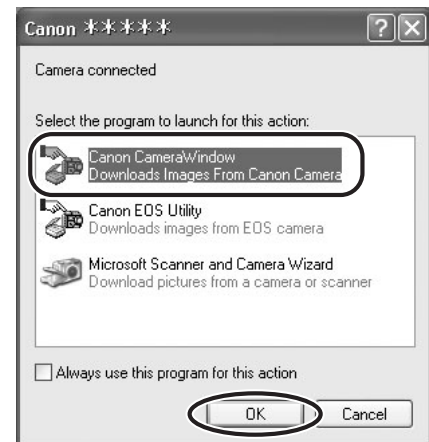 Canon *****
Camera connected
Select the program to launch for this action:
Canon CameraWindow
Downloads Images From Canon Camera
Canon EOS Utility
Downloads images from EOS camera
Microsoft Scanner and Camera Wizard
Download pictures from a camera or scanner
Always use this program for this action
OK Cancel